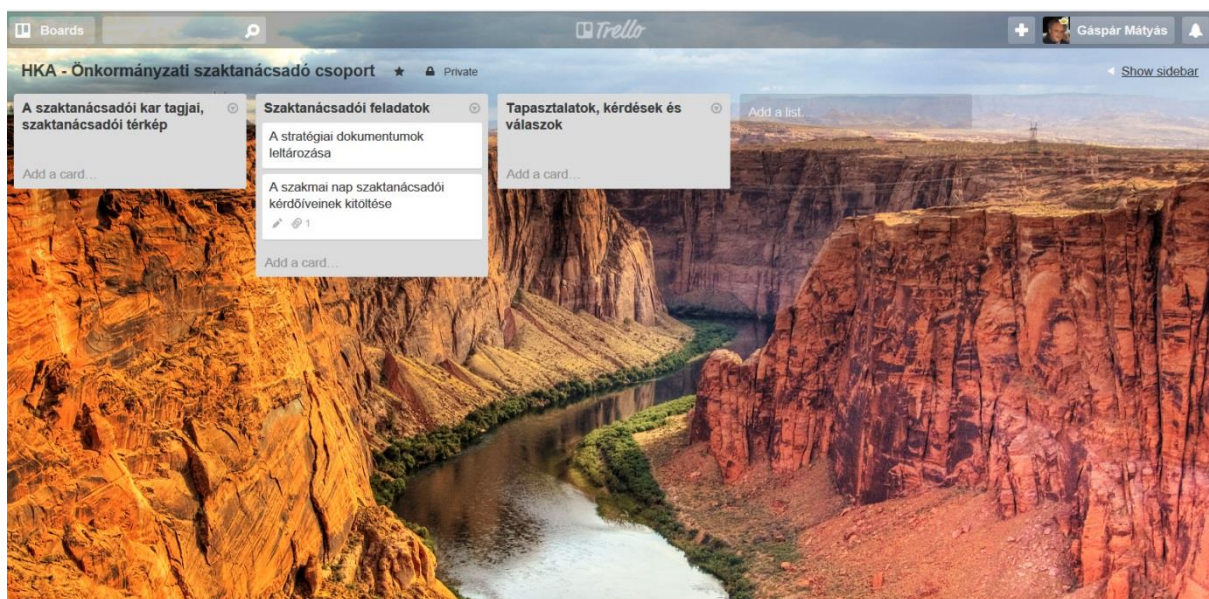 Boards
Trello
Gáspár Mátyás
HKA - Önkormányzati szaktanácsadó csoport
Private
Show sidebar
A szaktanácsadói kar tagjai,
szaktanácsadói térkép
Add a card...
Szaktanácsadói feladatok
A stratégiai dokumentumok
leltározása
A szakmai nap szaktanácsadói
kérdőíveinek kitöltése
1
Add a card...
Tapasztalatok, kérdések és
válaszok
Add a card...
Add a list...